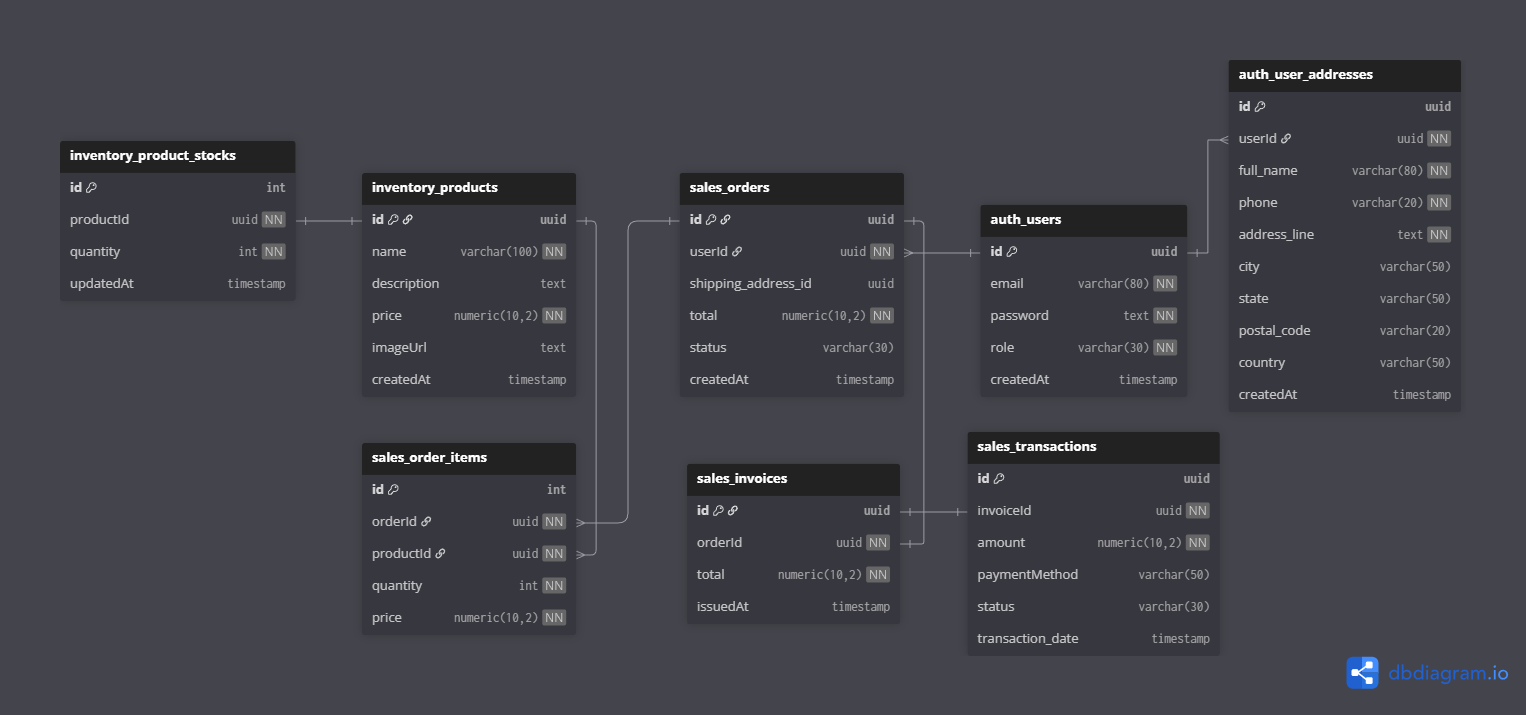 inventory_product_stocks
id int
productId uuid NN
quantity int NN
updatedAt timestamp
inventory_products
id uuid
name varchar(100) NN
description text
price numeric(10,2) NN
imageUrl text
createdAt timestamp
sales_orders
id uuid
userId uuid NN
shipping_address_id uuid
total numeric(10,2) NN
status varchar(30)
createdAt timestamp
auth_users
id uuid
email varchar(80) NN
password text NN
role varchar(30) NN
createdAt timestamp
auth_user_addresses
id uuid
userId uuid NN
full_name varchar(80) NN
phone varchar(20) NN
address_line text NN
city varchar(50)
state varchar(50)
postal_code varchar(20)
country varchar(50)
createdAt timestamp
sales_order_items
id int
orderId uuid NN
productId uuid NN
quantity int NN
price numeric(10,2) NN
sales_invoices
id uuid
orderId uuid NN
total numeric(10,2) NN
issuedAt timestamp
sales_transactions
id uuid
invoiceId uuid NN
amount numeric(10,2) NN
paymentMethod varchar(50)
status varchar(30)
transaction_date timestamp
dbdiagram.io